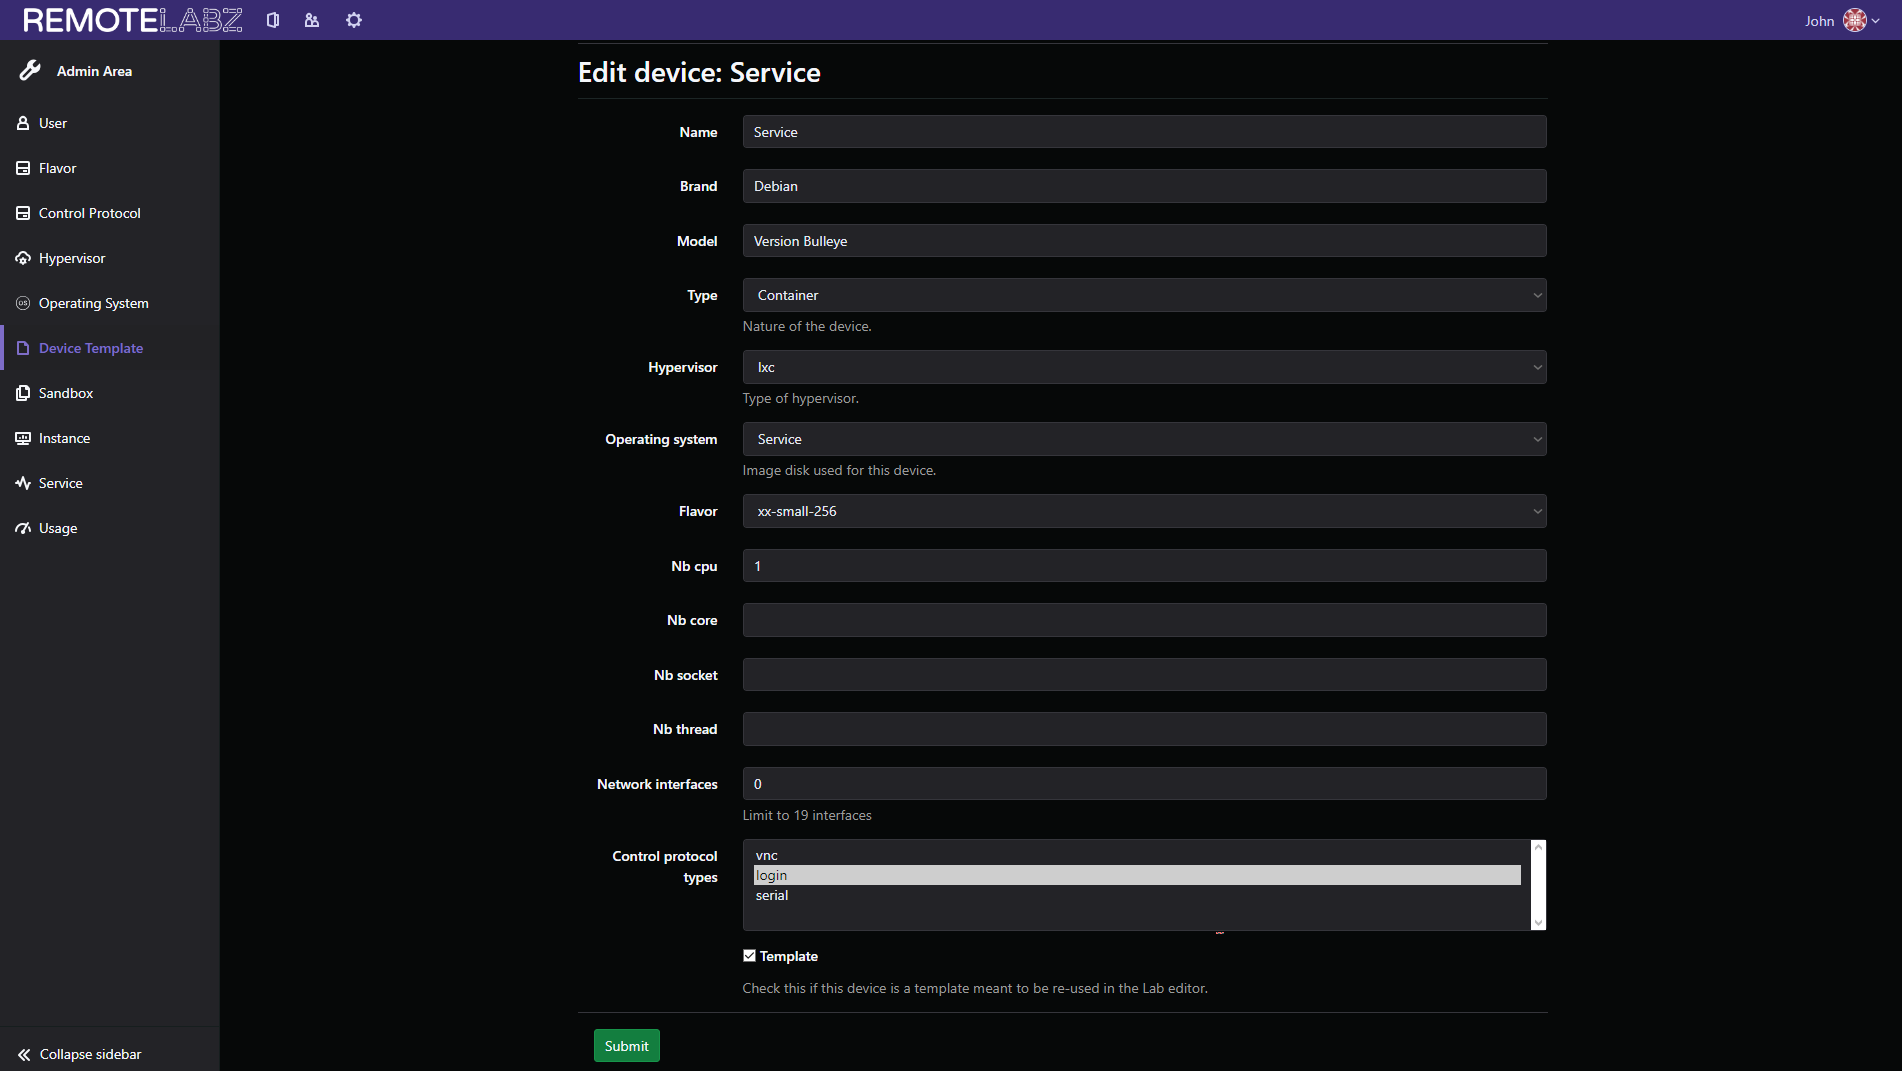 REMOTELABZ
John
Admin Area
User
Flavor
Control Protocol
Hypervisor
OS Operating System
Device Template
Sandbox
Instance
Service
Usage
Collapse sidebar
Edit device: Service
Name Service
Brand Debian
Model Version Bulleye
Type Container
Nature of the device.
Hypervisor lxc
Type of hypervisor.
Operating system Service
Image disk used for this device.
Flavor xx-small-256
Nb cpu 1
Nb core
Nb socket
Nb thread
Network interfaces 0
Limit to 19 interfaces
Control protocol types
vnc
login
serial
Template
Check this if this device is a template meant to be re-used in the Lab editor.
Submit